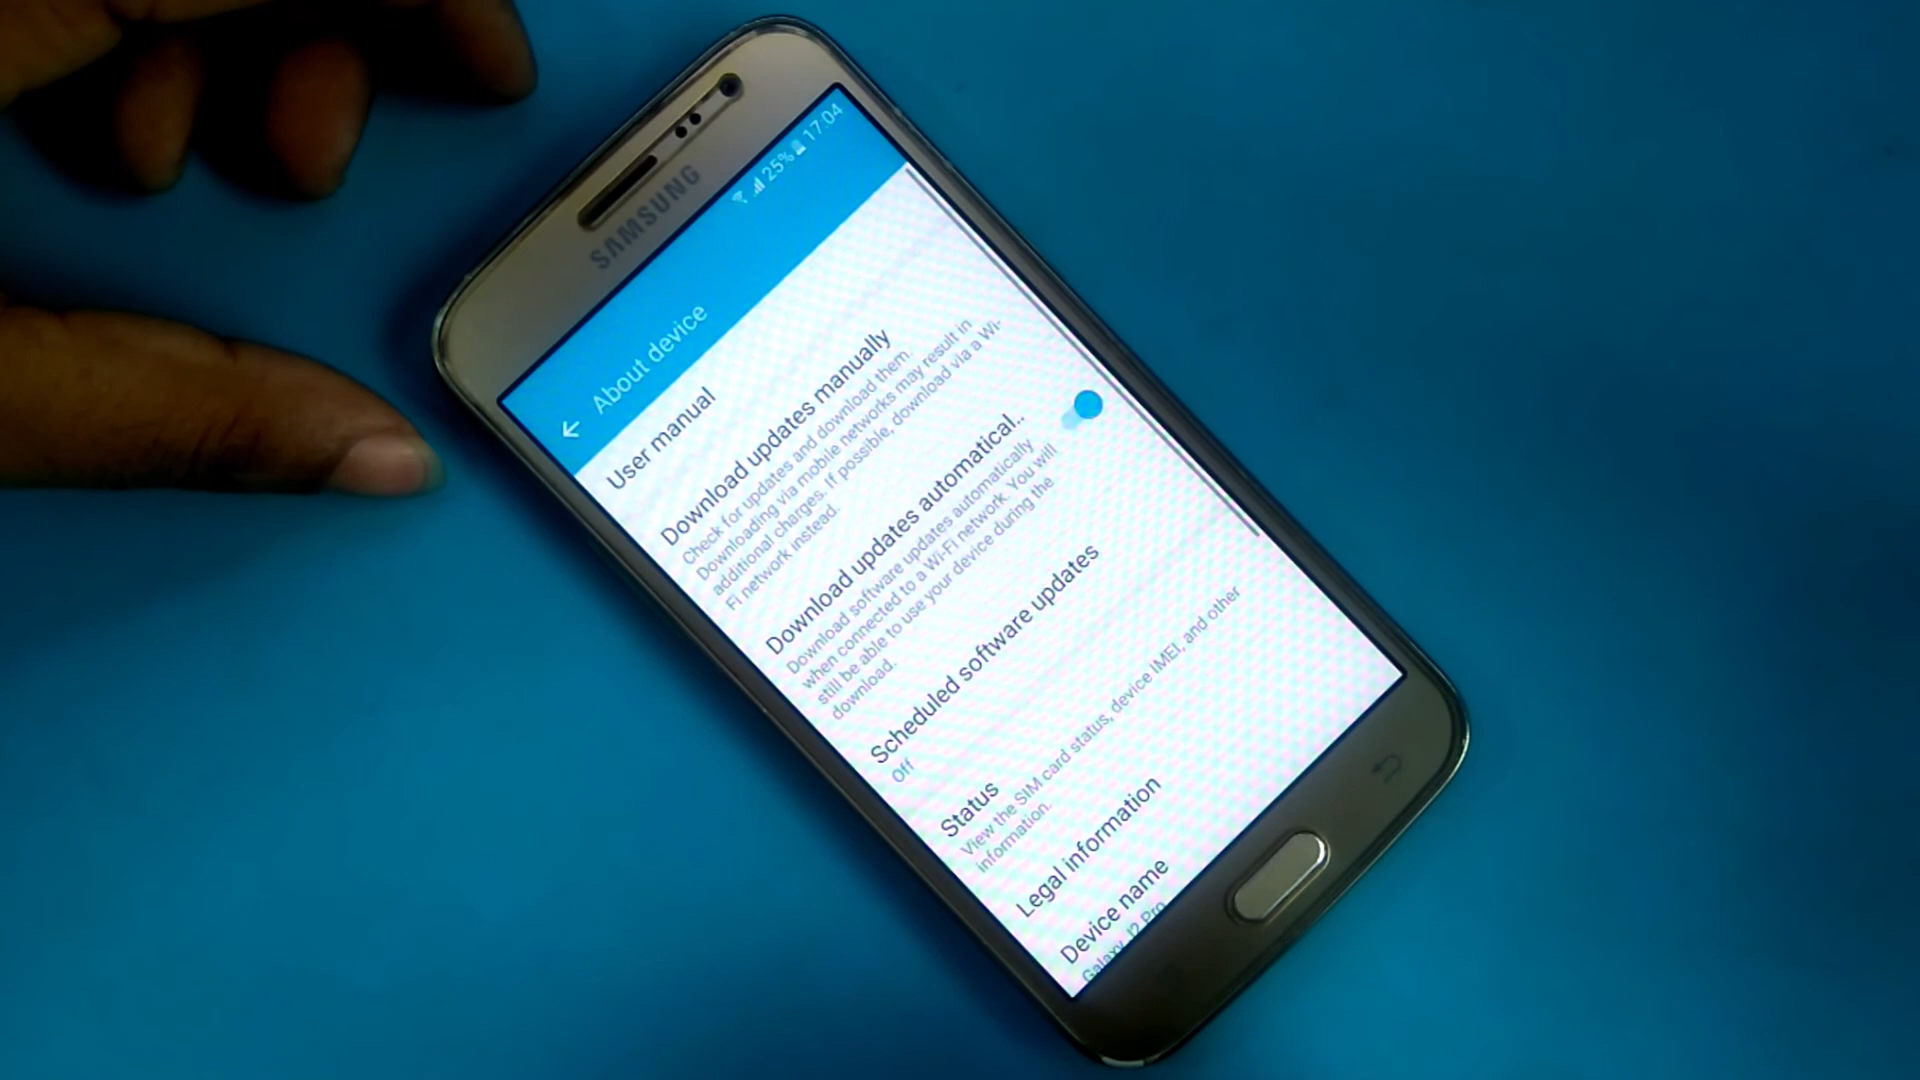 SAMSUNG
25% 17:04
About device
User manual
Download updates manually
Check for updates and download them.
Downloading via mobile networks may result in
additional charges. If possible, download via a Wi-
Fi network instead.
Download updates automatical..
Download software updates automatically
when connected to a Wi-Fi network. You will
still be able to use your device during the
download.
Scheduled software updates
Off
Status
View the SIM card status, device IMEI, and other
information.
Legal information
Device name
Galaxy J2 Pro